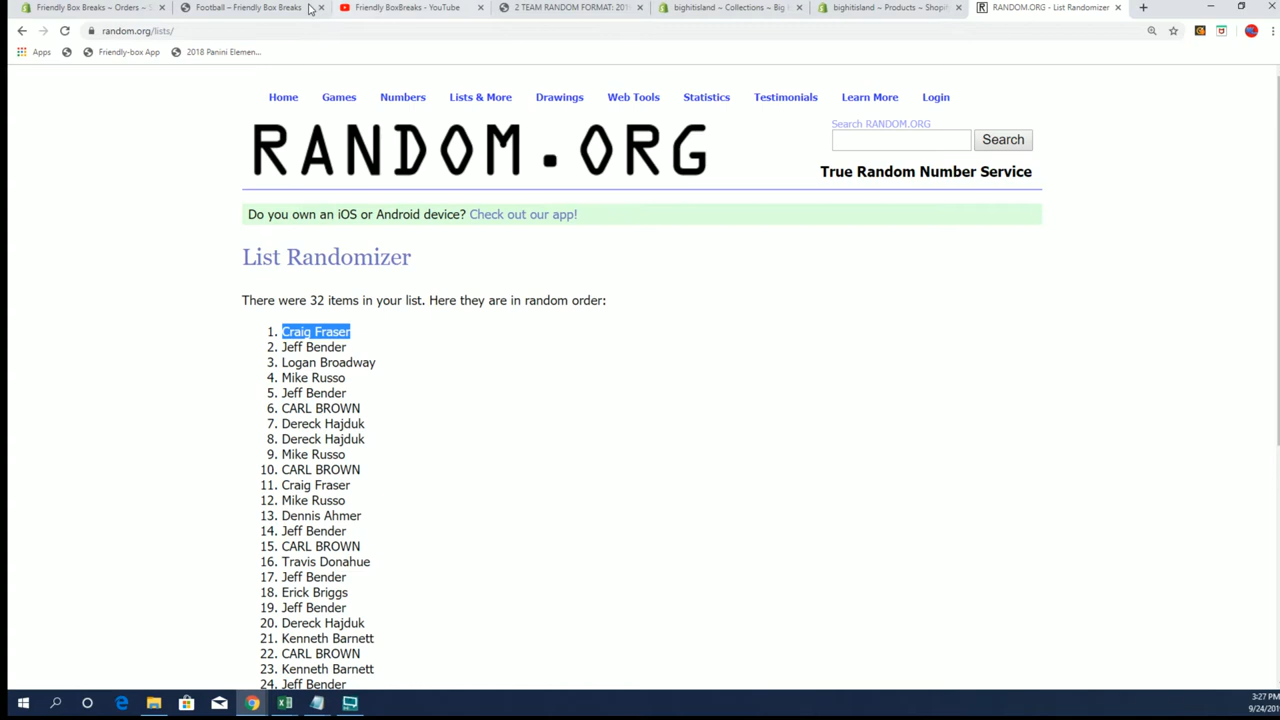 Friendly Box Breaks ~ Orders ~ S
Football – Friendly Box Breaks
Friendly BoxBreaks - YouTube
2 TEAM RANDOM FORMAT: 201
bighitisland ~ Collections ~ Big H
bighitisland ~ Products ~ Shopif
RANDOM.ORG - List Randomizer
random.org/lists/
Apps
Friendly-box App
2018 Panini Elemen...
Home Games Numbers Lists & More Drawings Web Tools Statistics Testimonials Learn More Login
RANDOM.ORG
Search RANDOM.ORG
Search
True Random Number Service
Do you own an iOS or Android device? Check out our app!
List Randomizer
There were 32 items in your list. Here they are in random order:
1. Craig Fraser
2. Jeff Bender
3. Logan Broadway
4. Mike Russo
5. Jeff Bender
6. CARL BROWN
7. Dereck Hajduk
8. Dereck Hajduk
9. Mike Russo
10. CARL BROWN
11. Craig Fraser
12. Mike Russo
13. Dennis Ahmer
14. Jeff Bender
15. CARL BROWN
16. Travis Donahue
17. Jeff Bender
18. Erick Briggs
19. Jeff Bender
20. Dereck Hajduk
21. Kenneth Barnett
22. CARL BROWN
23. Kenneth Barnett
24. Jeff Bender
3:27 PM
9/24/201